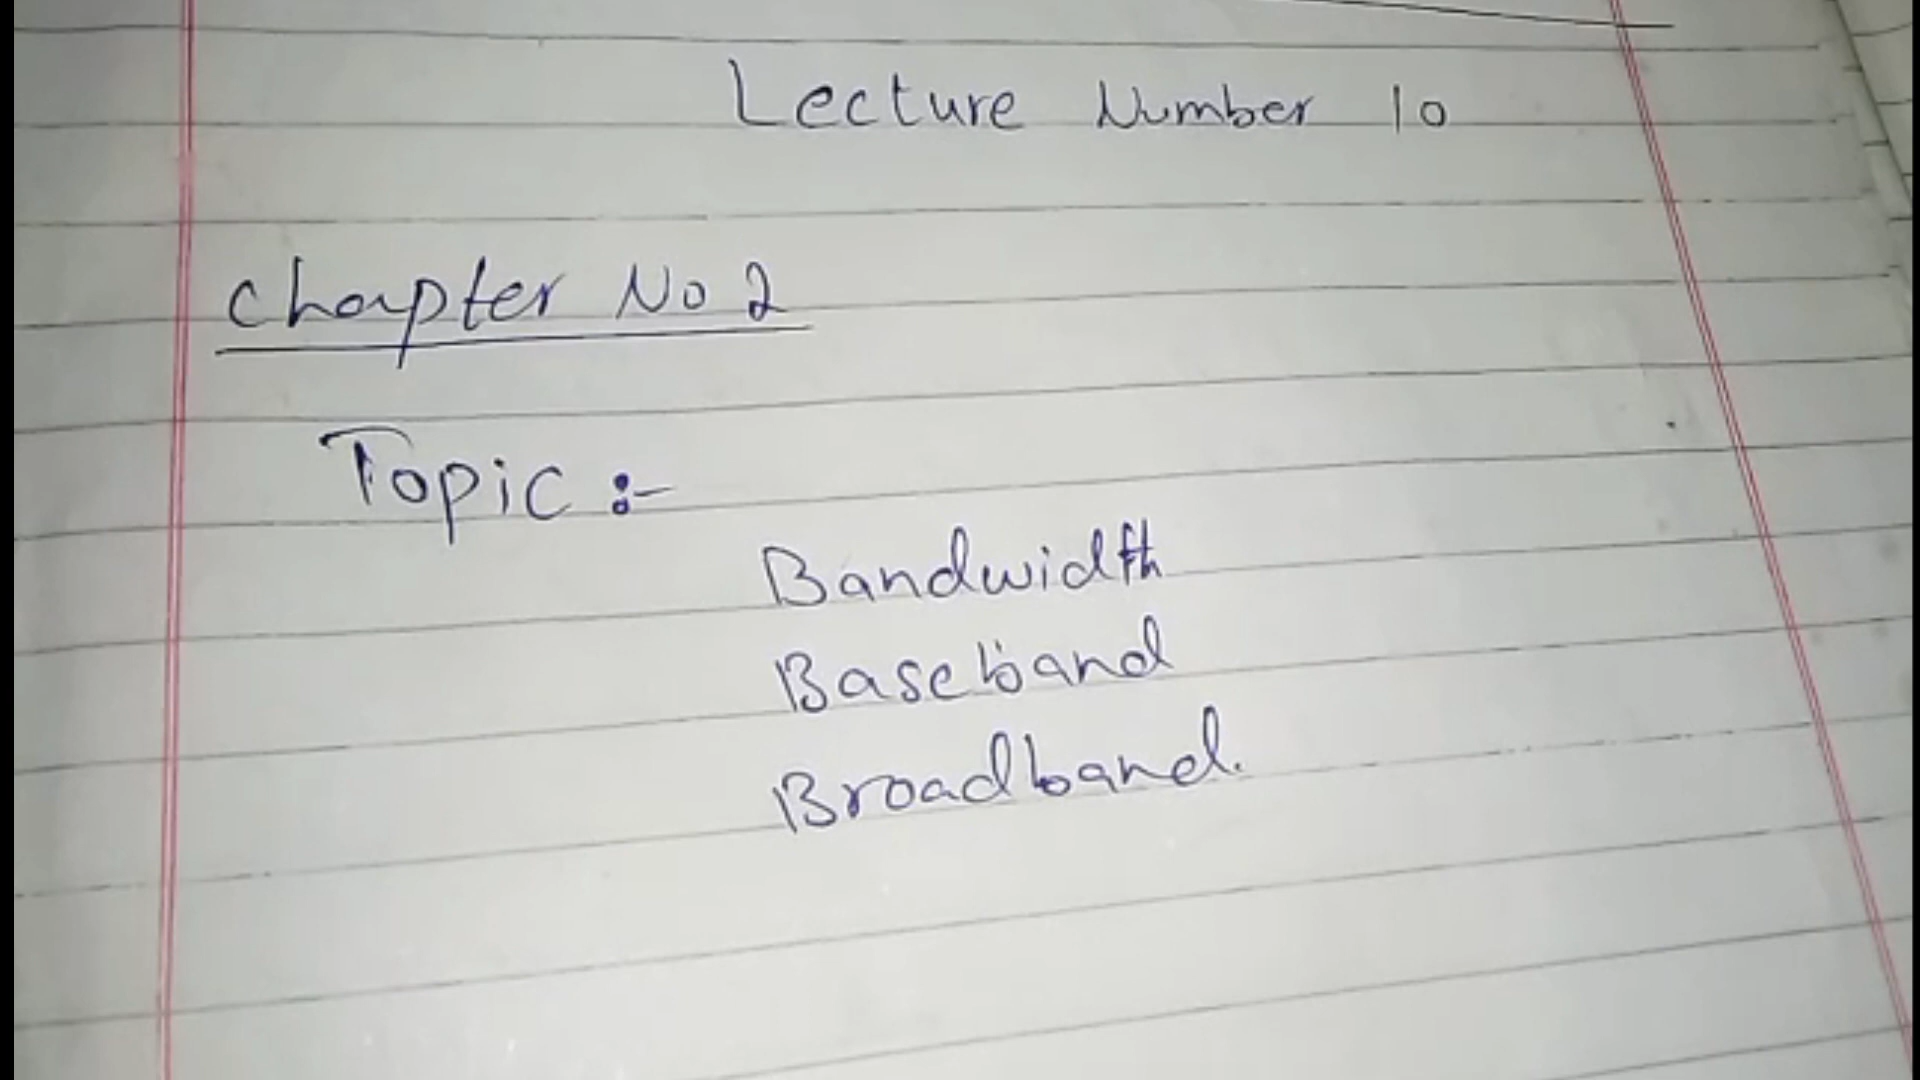 Lecture Number 10
Chapter No 2
Topic :-
Bandwidth
Baseband
Broadband.